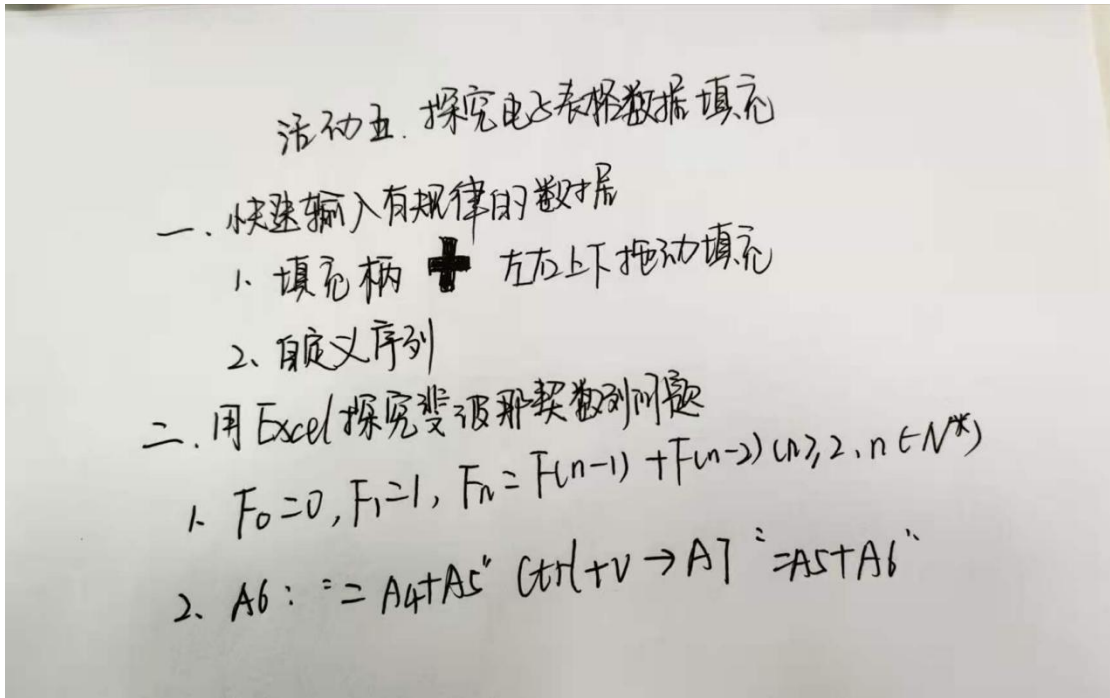 活动五.探究电子表格数据填充
一.快速输入有规律的数据
1.填充柄 ✚ 左右上下拖动填充
2、自定义序列
二.用Excel探究斐波那契数列问题
1. F₀=0,F₁=1,Fₙ=F(n-1)+F(n-2)(n≥2,n∈N*)
2、A6:"=A4+A5" Ctrl+V→A7 "=A5+A6"